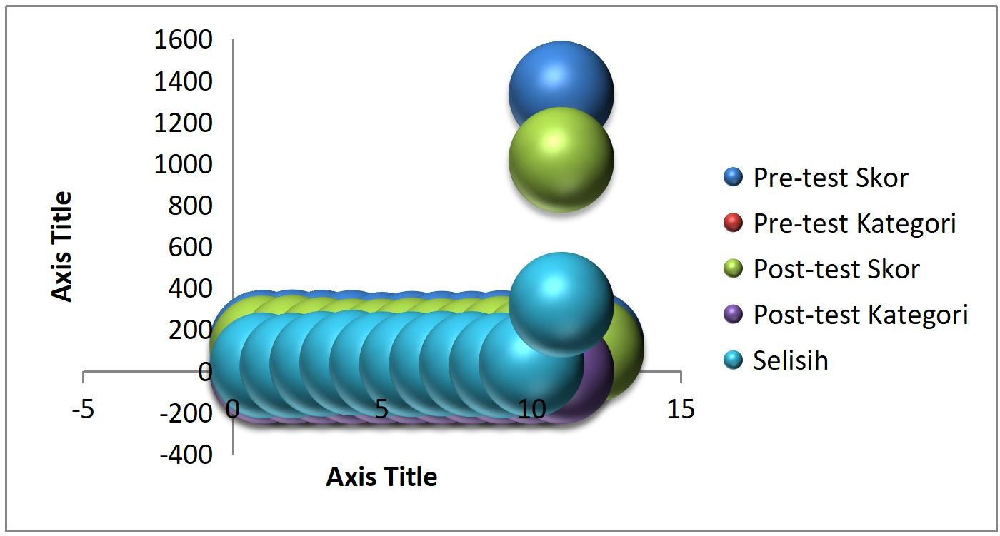 1600
1400
1200
1000
800
600
400
200
0
-200
-400
-5
0
5
10
15
Axis Title
Axis Title
Pre-test Skor
Pre-test Kategori
Post-test Skor
Post-test Kategori
Selisih